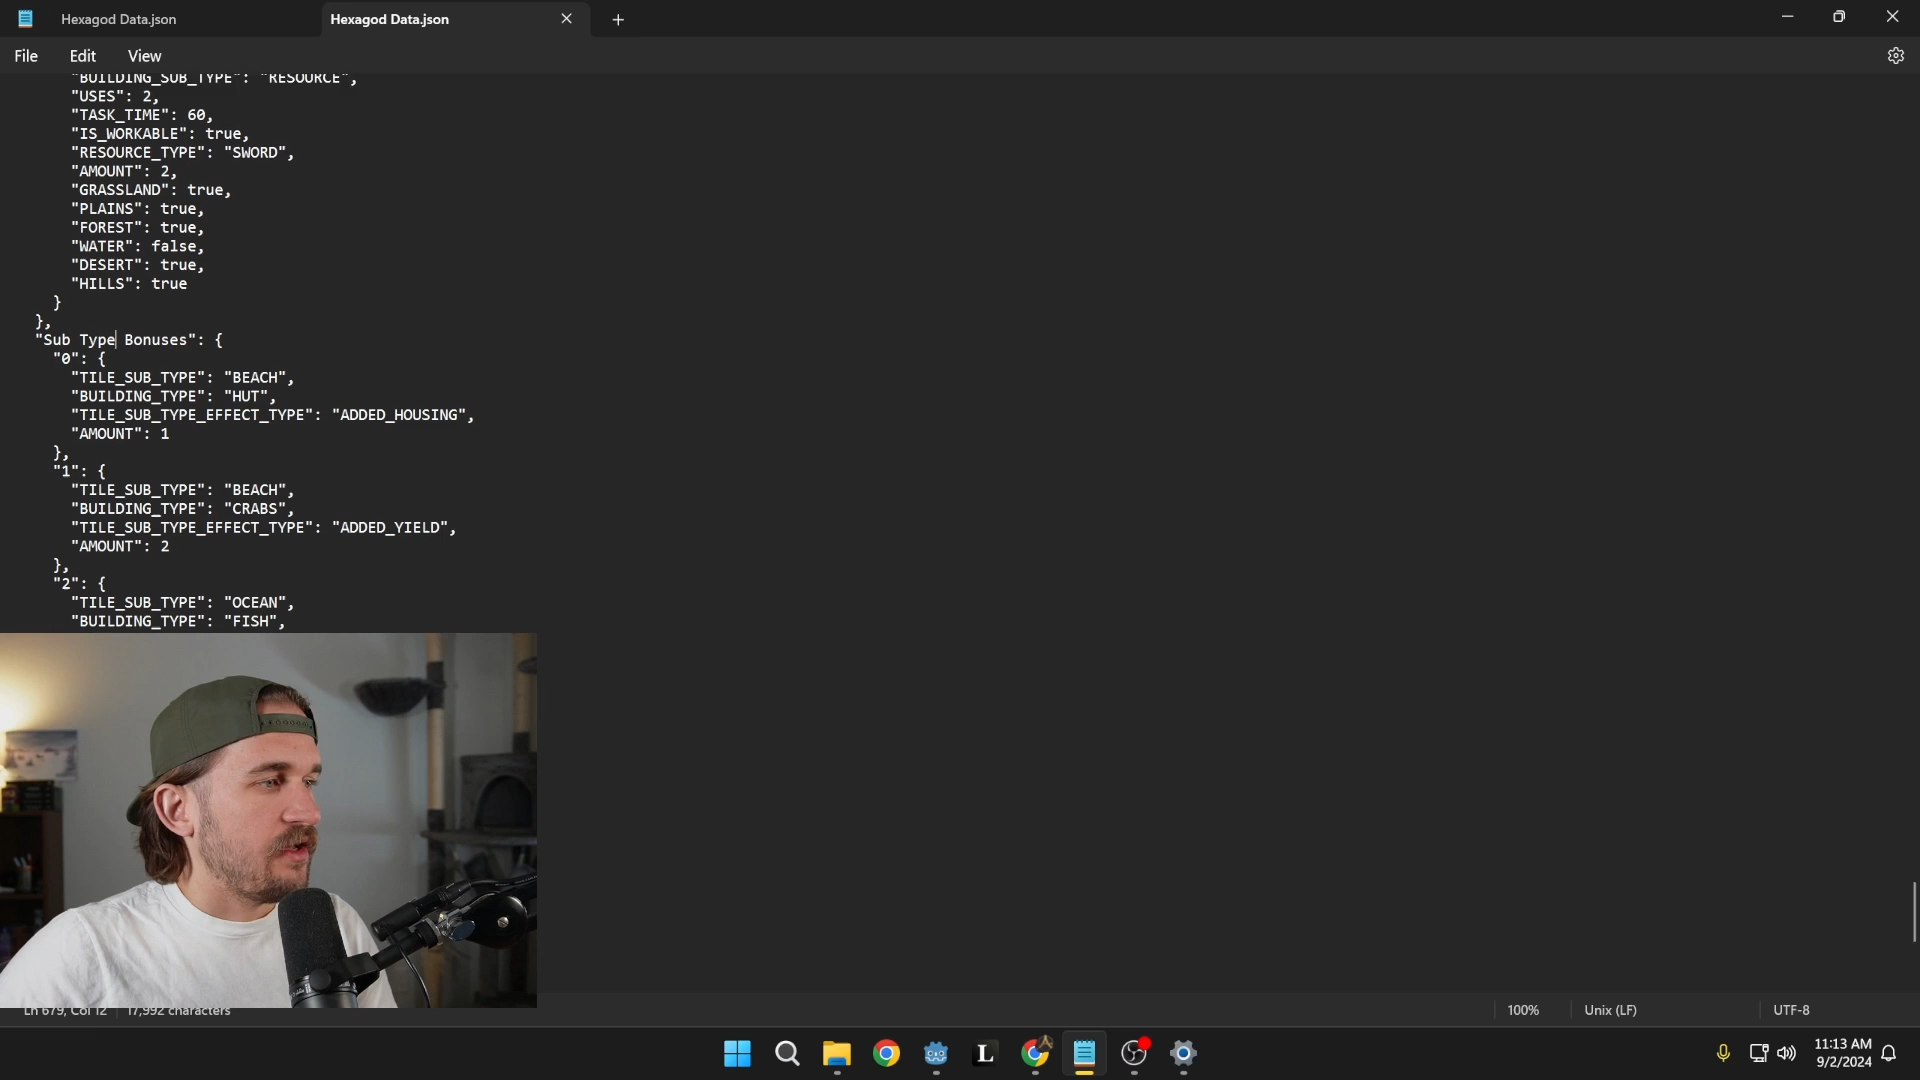 Hexagod Data.json
Hexagod Data.json
File Edit View
"BUILDING_SUB_TYPE": "RESOURCE",
"USES": 2,
"TASK_TIME": 60,
"IS_WORKABLE": true,
"RESOURCE_TYPE": "SWORD",
"AMOUNT": 2,
"GRASSLAND": true,
"PLAINS": true,
"FOREST": true,
"WATER": false,
"DESERT": true,
"HILLS": true
}
},
"Sub Type Bonuses": {
"0": {
"TILE_SUB_TYPE": "BEACH",
"BUILDING_TYPE": "HUT",
"TILE_SUB_TYPE_EFFECT_TYPE": "ADDED_HOUSING",
"AMOUNT": 1
},
"1": {
"TILE_SUB_TYPE": "BEACH",
"BUILDING_TYPE": "CRABS",
"TILE_SUB_TYPE_EFFECT_TYPE": "ADDED_YIELD",
"AMOUNT": 2
},
"2": {
"TILE_SUB_TYPE": "OCEAN",
"BUILDING_TYPE": "FISH",
Ln 679, Col 12 17,992 characters 100% Unix (LF) UTF-8
L
11:13 AM
9/2/2024